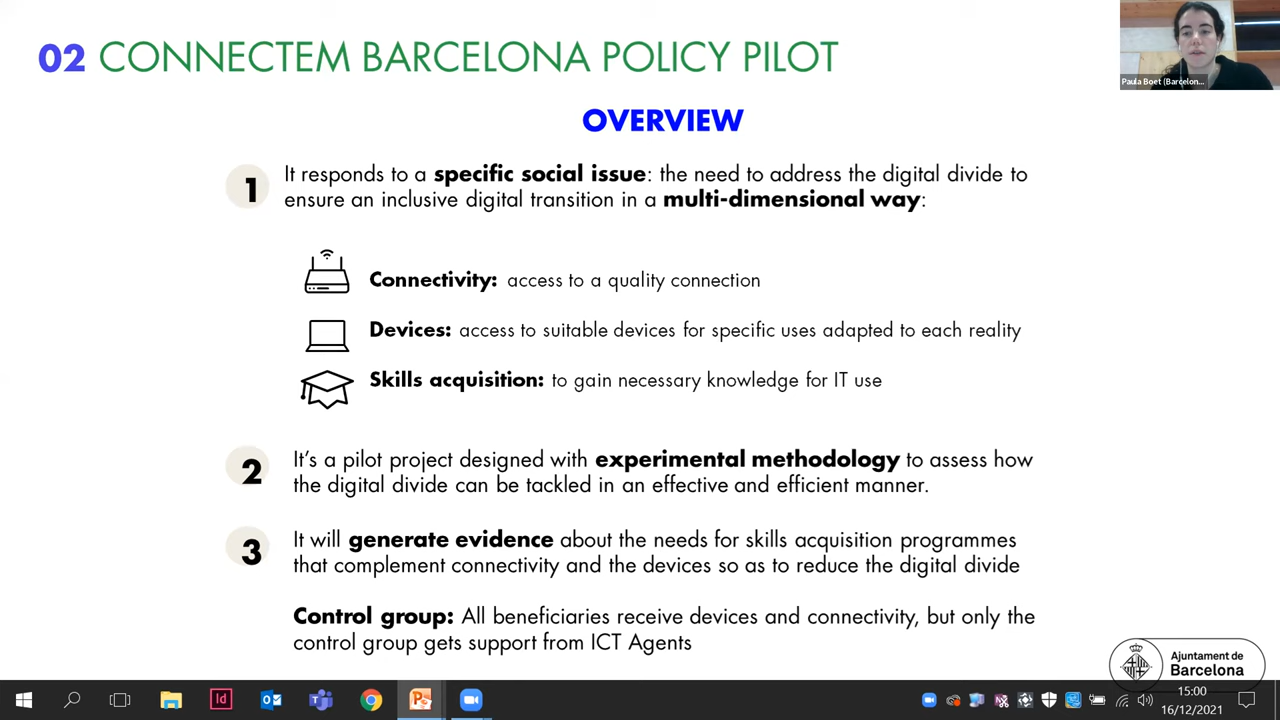 02 CONNECTEM BARCELONA POLICY PILOT
Paula Boet (Barcelon...
OVERVIEW
1
It responds to a specific social issue: the need to address the digital divide to
ensure an inclusive digital transition in a multi-dimensional way:
Connectivity: access to a quality connection
Devices: access to suitable devices for specific uses adapted to each reality
Skills acquisition: to gain necessary knowledge for IT use
2
It's a pilot project designed with experimental methodology to assess how
the digital divide can be tackled in an effective and efficient manner.
3
It will generate evidence about the needs for skills acquisition programmes
that complement connectivity and the devices so as to reduce the digital divide
Control group: All beneficiaries receive devices and connectivity, but only the
control group gets support from ICT Agents
Ajuntament de
Barcelona
Id
15:00
16/12/2021